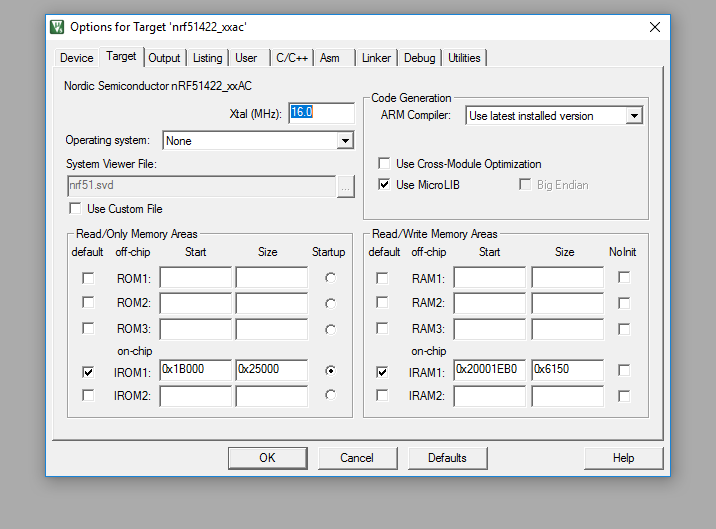 Options for Target 'nrf51422_xxac'
Device Target Output Listing User C/C++ Asm Linker Debug Utilities
Nordic Semiconductor nRF51422_xxAC
Xtal (MHz): 16.0
Operating system: None
System Viewer File:
nrf51.svd ...
Use Custom File
Code Generation
ARM Compiler: Use latest installed version
Use Cross-Module Optimization
Use MicroLIB Big Endian
Read/Only Memory Areas
default off-chip Start Size Startup
ROM1:
ROM2:
ROM3:
on-chip
IROM1: 0x1B000 0x25000
IROM2:
Read/Write Memory Areas
default off-chip Start Size NoInit
RAM1:
RAM2:
RAM3:
on-chip
IRAM1: 0x20001EB0 0x6150
IRAM2:
OK Cancel Defaults Help